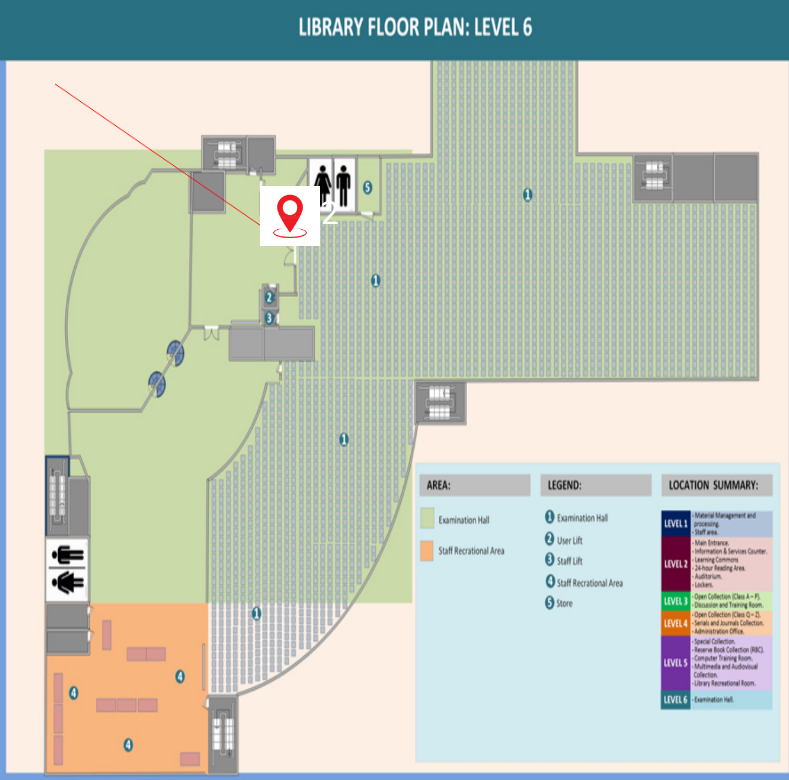 LIBRARY FLOOR PLAN: LEVEL 6
5
1
2
1
2
3
1
1
4
4
4
AREA:
Examination Hall
Staff Recrational Area
LEGEND:
1 Examination Hall
2 User Lift
3 Staff Lift
4 Staff Recrational Area
5 Store
LOCATION SUMMARY:
LEVEL 1
- Material Management and
processing.
- Staff area.
LEVEL 2
- Main Entrance.
- Information & Services Counter.
- Learning Commons
- 24-hour Reading Area.
- Auditorium.
- Lockers.
LEVEL 3
- Open Collection (Class A – P).
- Discussion and Training Room.
LEVEL 4
- Open Collection (Class Q – Z).
- Serials and Journals Collection.
- Administration Office.
LEVEL 5
- Special Collection.
- Reserve Book Collection (RBC).
- Computer Training Room.
- Multimedia and Audiovisual
Collection.
- Library Recreational Room.
LEVEL 6
- Examination Hall.